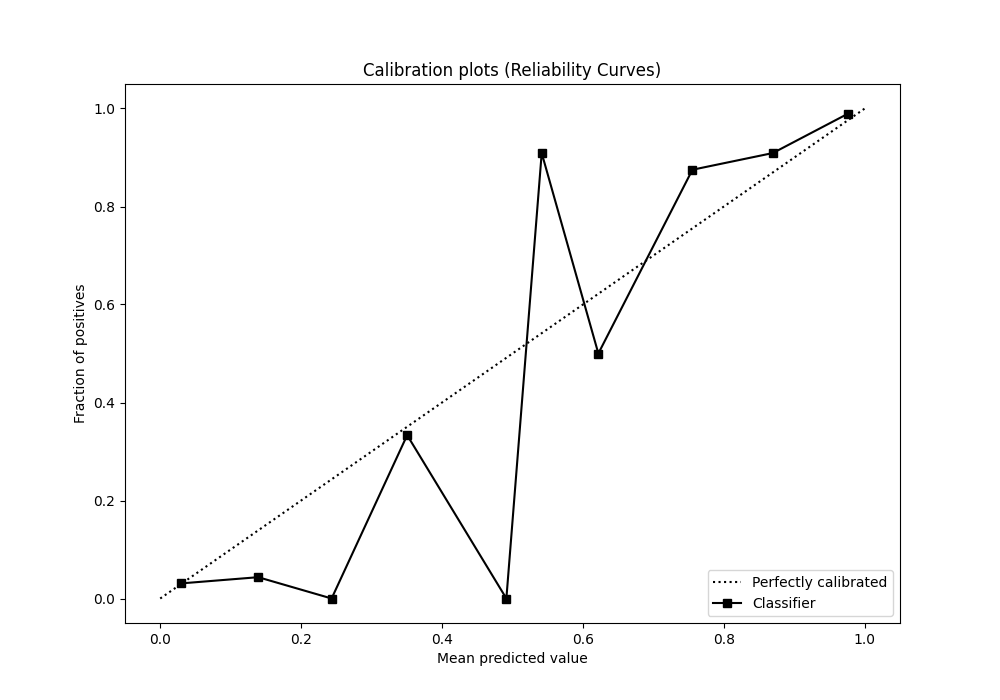 Calibration plots (Reliability Curves)
1.0
0.8
0.6
0.4
0.2
0.0
Fraction of positives
0.0 0.2 0.4 0.6 0.8 1.0
Mean predicted value
Perfectly calibrated
Classifier